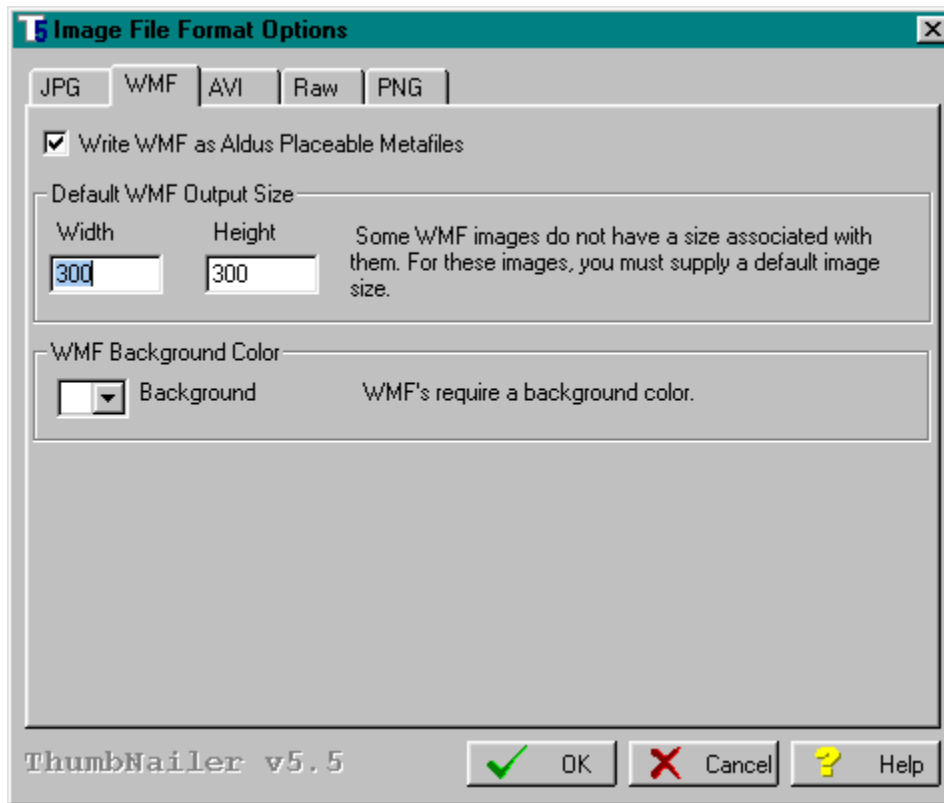 T5 Image File Format Options
JPG WMF AVI Raw PNG
Write WMF as Aldus Placeable Metafiles
Default WMF Output Size
Width Height
300 300
Some WMF images do not have a size associated with
them. For these images, you must supply a default image
size.
WMF Background Color
Background WMF's require a background color.
ThumbNailer v5.5 OK Cancel Help